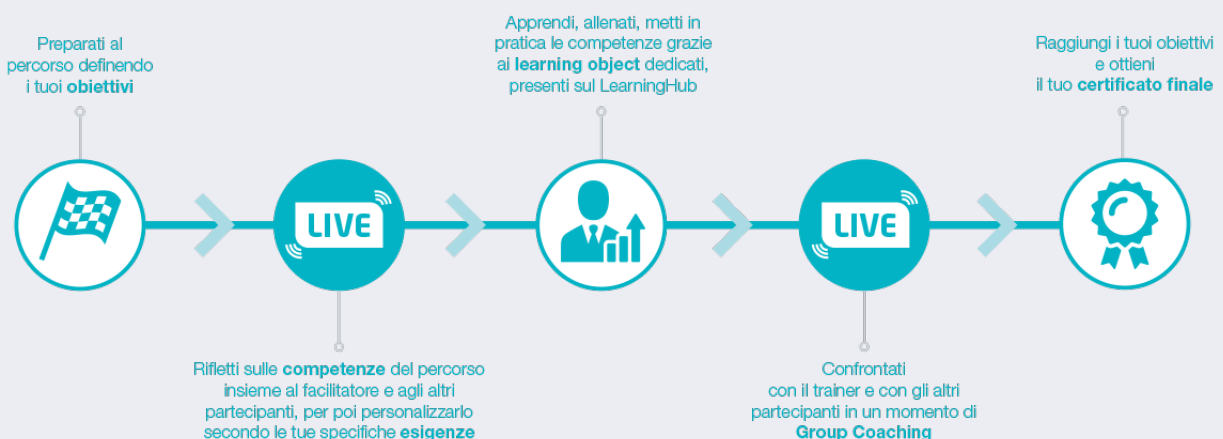 Preparati al
percorso definendo
i tuoi obiettivi
LIVE
Rifletti sulle competenze del percorso
insieme al facilitatore e agli altri
partecipanti, per poi personalizzarlo
secondo le tue specifiche esigenze
Apprendi, allenati, metti in
pratica le competenze grazie
ai learning object dedicati,
presenti sul LearningHub
LIVE
Confrontati
con il trainer e con gli altri
partecipanti in un momento di
Group Coaching
Raggiungi i tuoi obiettivi
e ottieni
il tuo certificato finale